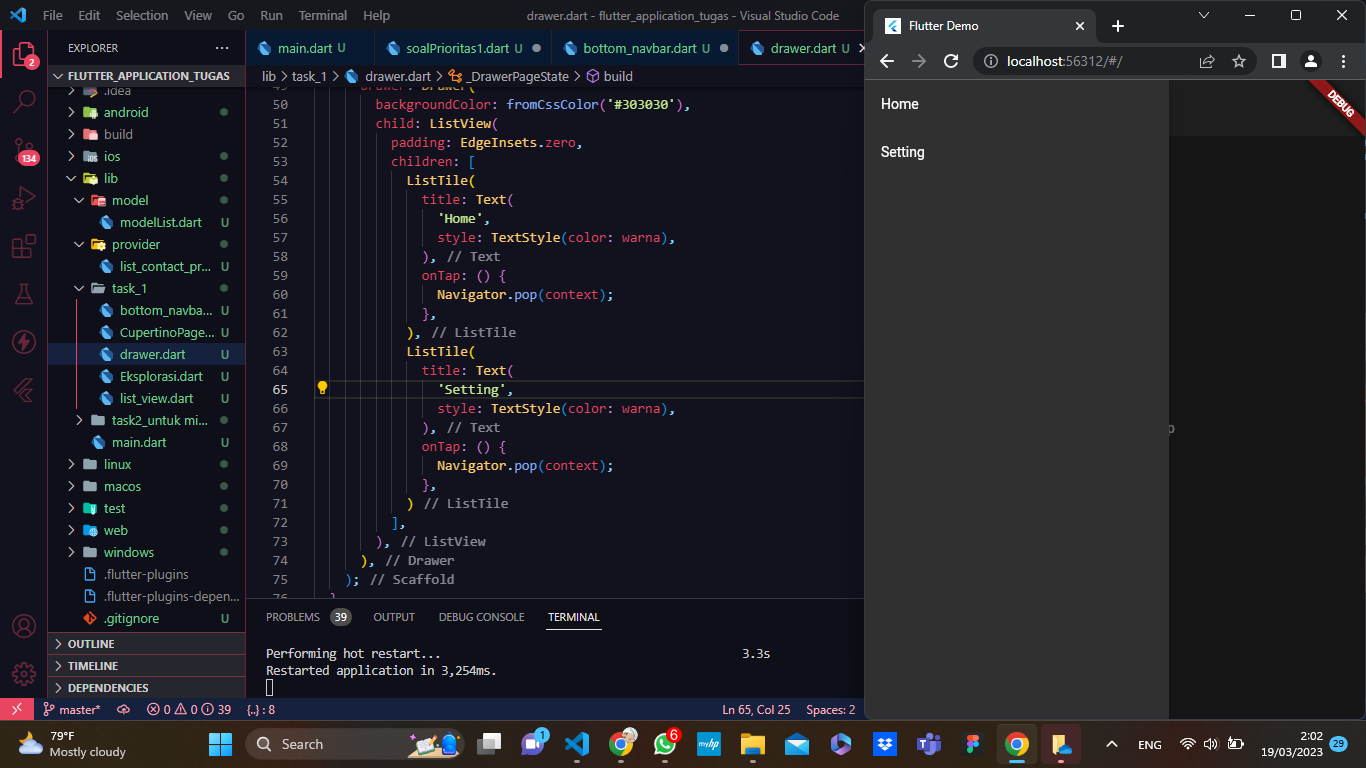 File Edit Selection View Go Run Terminal Help
drawer.dart - flutter_application_tugas - Visual Studio Code
EXPLORER
FLUTTER_APPLICATION_TUGAS
.idea
android
build
ios
lib
model
modelList.dart U
provider
list_contact_pr... U
task_1
bottom_navba... U
CupertinoPage... U
drawer.dart U
Eksplorasi.dart U
list_view.dart U
task2_untuk mi...
main.dart U
linux
macos
test
web
windows
.flutter-plugins
.flutter-plugins-depen...
.gitignore U
OUTLINE
TIMELINE
DEPENDENCIES
2
134
main.dart U
soalPrioritas1.dart U
bottom_navbar.dart U
drawer.dart U
lib > task_1 > drawer.dart > _DrawerPageState > build
49 drawer: Drawer(
50 backgroundColor: fromCssColor('#303030'),
51 child: ListView(
52 padding: EdgeInsets.zero,
53 children: [
54 ListTile(
55 title: Text(
56 'Home',
57 style: TextStyle(color: warna),
58 ), // Text
59 onTap: () {
60 Navigator.pop(context);
61 },
62 ), // ListTile
63 ListTile(
64 title: Text(
65 'Setting',
66 style: TextStyle(color: warna),
67 ), // Text
68 onTap: () {
69 Navigator.pop(context);
70 },
71 ) // ListTile
72 ],
73 ), // ListView
74 ), // Drawer
75 ); // Scaffold
76 }
PROBLEMS 39 OUTPUT DEBUG CONSOLE TERMINAL
Performing hot restart... 3.3s
Restarted application in 3,254ms.
master* 0 0 39 {..} : 8
Ln 65, Col 25 Spaces: 2
Flutter Demo
localhost:56312/#/
Home
Setting
DEBUG
p
79°F
Mostly cloudy
Search
1
6
myhp
ENG
2:02
19/03/2023
29